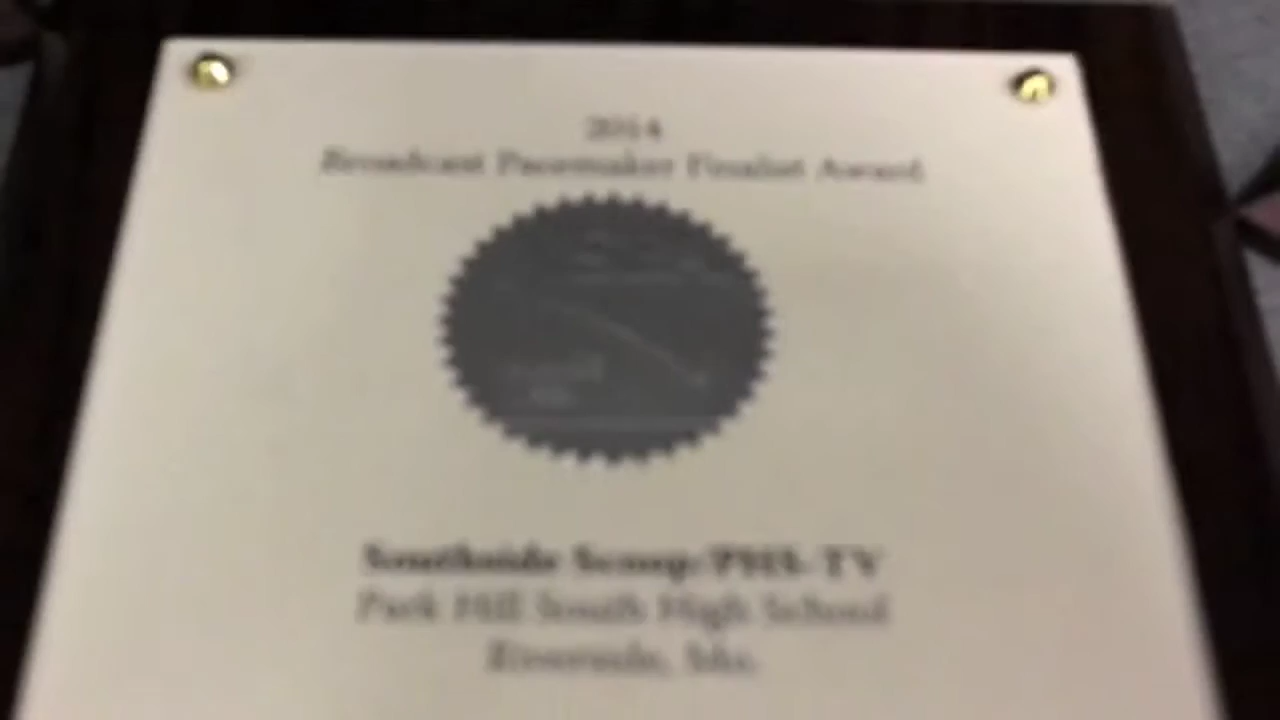 2014
Broadcast Pacemaker Finalist Award
Southside Scoop/PHS-TV
Park Hill South High School
Riverside, Mo.